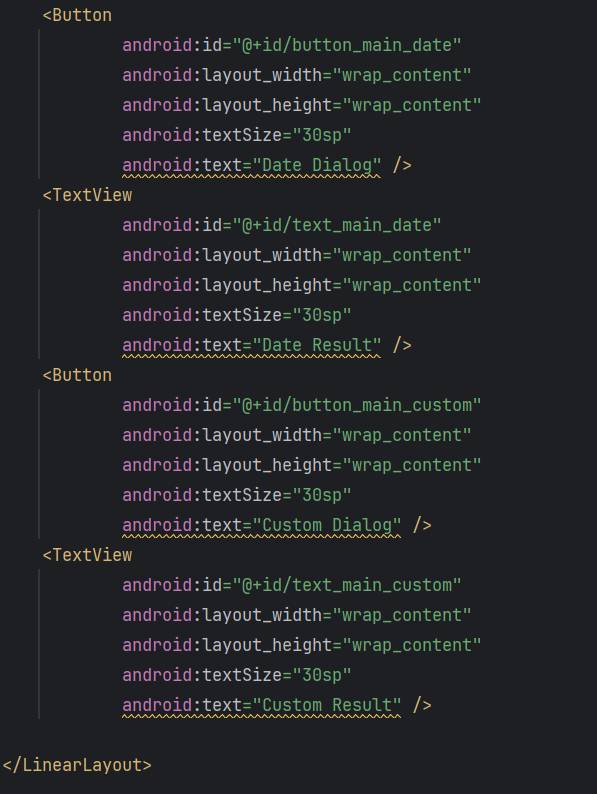 <Button
android:id="@+id/button_main_date"
android:layout_width="wrap_content"
android:layout_height="wrap_content"
android:textSize="30sp"
android:text="Date Dialog" />
<TextView
android:id="@+id/text_main_date"
android:layout_width="wrap_content"
android:layout_height="wrap_content"
android:textSize="30sp"
android:text="Date Result" />
<Button
android:id="@+id/button_main_custom"
android:layout_width="wrap_content"
android:layout_height="wrap_content"
android:textSize="30sp"
android:text="Custom Dialog" />
<TextView
android:id="@+id/text_main_custom"
android:layout_width="wrap_content"
android:layout_height="wrap_content"
android:textSize="30sp"
android:text="Custom Result" />
</LinearLayout>